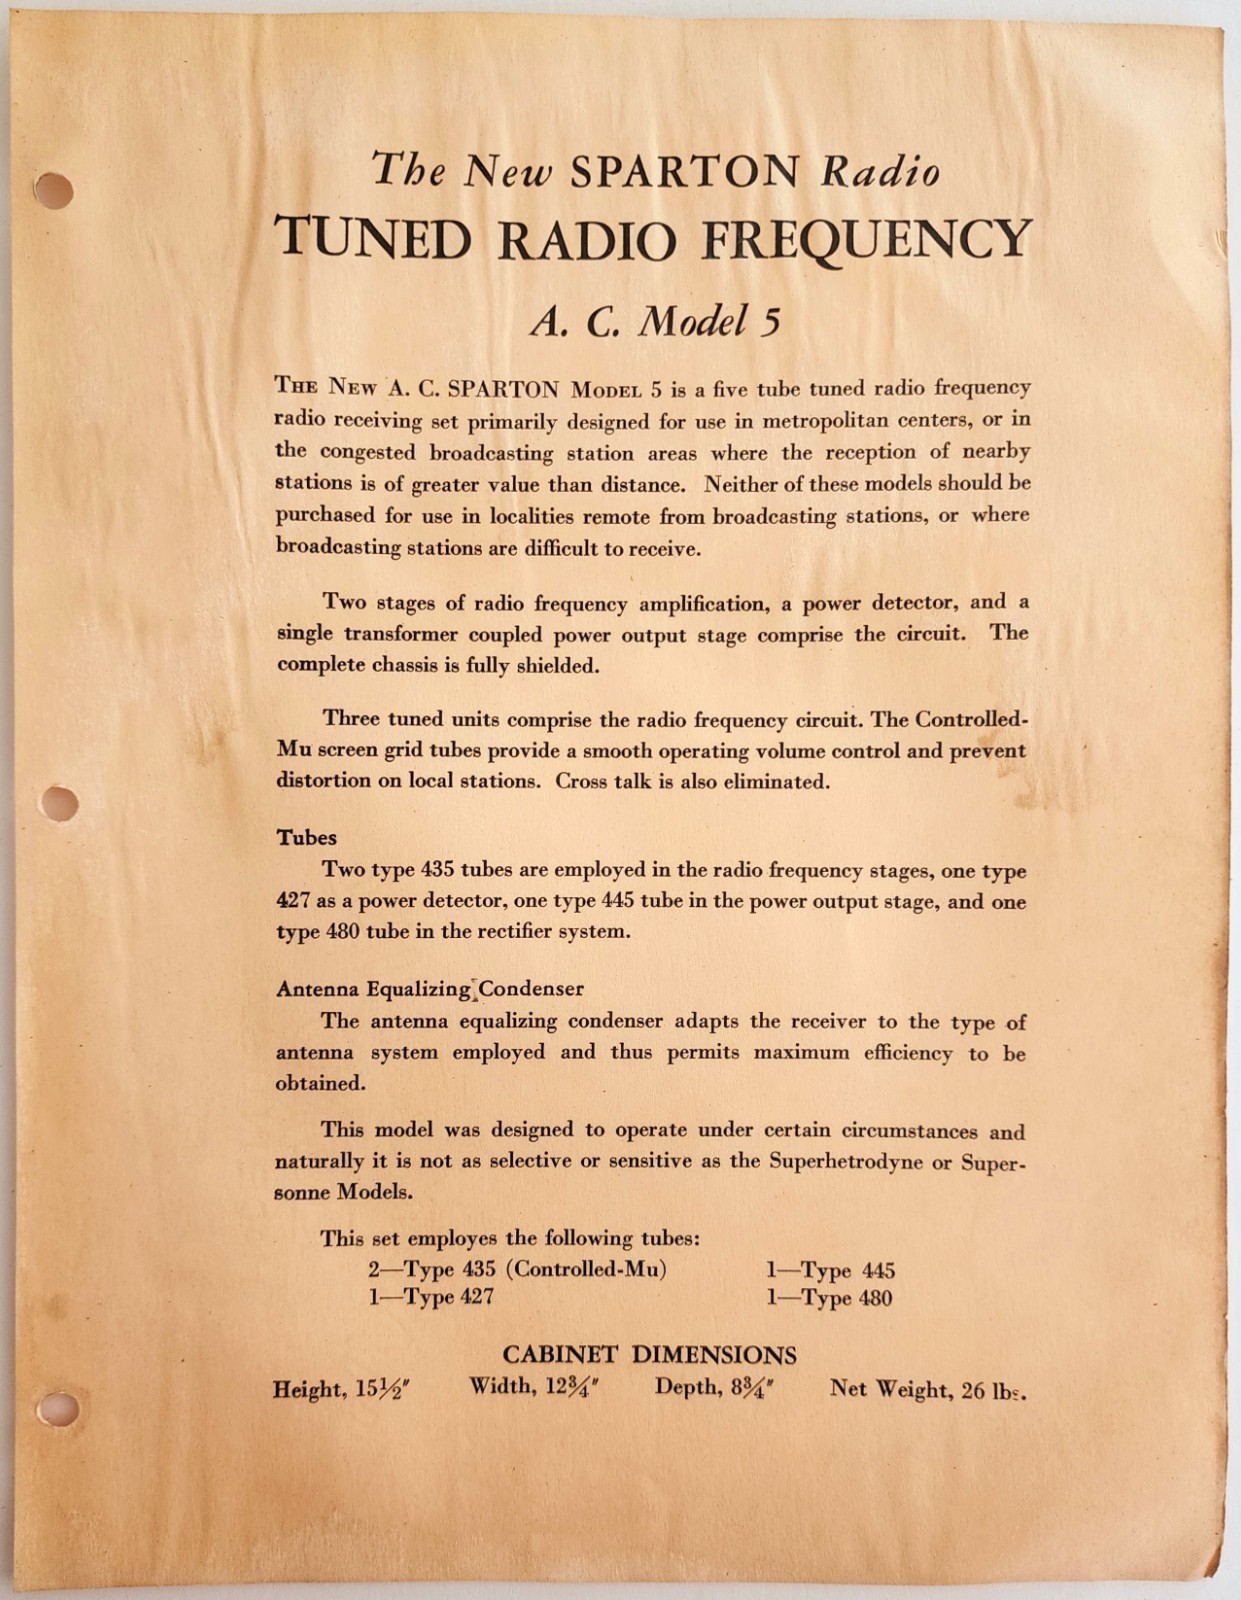 The New SPARTON Radio
TUNED RADIO FREQUENCY
A. C. Model 5
THE NEW A. C. SPARTON MODEL 5 is a five tube tuned radio frequency
radio receiving set primarily designed for use in metropolitan centers, or in
the congested broadcasting station areas where the reception of nearby
stations is of greater value than distance. Neither of these models should be
purchased for use in localities remote from broadcasting stations, or where
broadcasting stations are difficult to receive.
Two stages of radio frequency amplification, a power detector, and a
single transformer coupled power output stage comprise the circuit. The
complete chassis is fully shielded.
Three tuned units comprise the radio frequency circuit. The Controlled-
Mu screen grid tubes provide a smooth operating volume control and prevent
distortion on local stations. Cross talk is also eliminated.
Tubes
Two type 435 tubes are employed in the radio frequency stages, one type
427 as a power detector, one type 445 tube in the power output stage, and one
type 480 tube in the rectifier system.
Antenna Equalizing Condenser
The antenna equalizing condenser adapts the receiver to the type of
antenna system employed and thus permits maximum efficiency to be
obtained.
This model was designed to operate under certain circumstances and
naturally it is not as selective or sensitive as the Superhetrodyne or Super-
sonne Models.
This set employes the following tubes:
2—Type 435 (Controlled-Mu) 1—Type 445
1—Type 427 1—Type 480
CABINET DIMENSIONS
Height, 15½″ Width, 12¾″ Depth, 8¾″ Net Weight, 26 lbs.